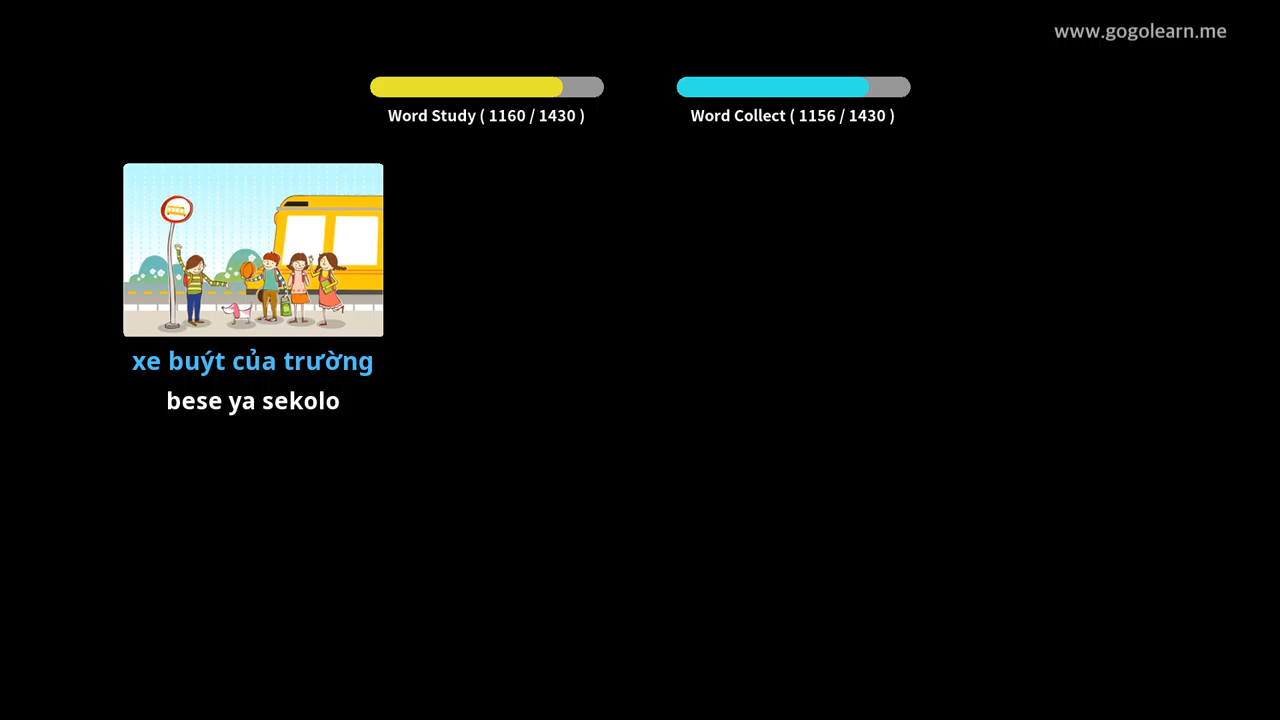 www.gogolearn.me
Word Study ( 1160 / 1430 )
Word Collect ( 1156 / 1430 )
xe buýt của trường
bese ya sekolo